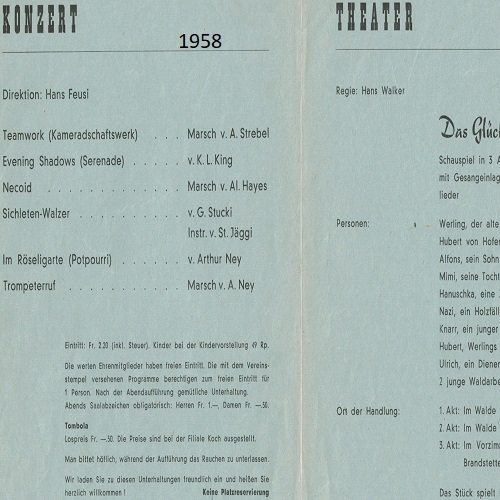 KONZERT
1958
Direktion: Hans Feusi
Teamwork (Kameradschaftswerk) . . . Marsch v. A. Strebel
Evening Shadows (Serenade) . . . . . v. K. L. King
Necoid . . . . . . . . . . . . Marsch v. Al. Hayes
Sichleten-Walzer . . . . . . . . . v. G. Stucki
Instr. v. St. Jäggi
Im Röseligarte (Potpourri) . . . . . . v. Arthur Ney
Trompeterruf . . . . . . . . . . . Marsch v. A. Ney
Eintritt: Fr. 2.20 (inkl. Steuer). Kinder bei der Kindervorstellung 49 Rp.
Die werten Ehrenmitglieder haben freien Eintritt. Die mit dem Vereins-
stempel versehenen Programme berechtigen zum freien Eintritt für
1 Person. Nach der Abendaufführung gemütliche Unterhaltung.
Abends Saalabzeichen obligatorisch: Herren Fr. 1.—, Damen Fr. —.50.
Tombola
Lospreis Fr. —.50. Die Preise sind bei der Filiale Koch ausgestellt.
Man bittet höflich, während der Aufführung das Rauchen zu unterlassen.
Wir laden Sie zu diesen Unterhaltungen freundlich ein und heißen Sie
herzlich willkommen ! Keine Platzreservierung
THEATER
Regie: Hans Walker
Das Glüc
Schauspiel in 3 A
mit Gesangeinlag
lieder
Personen: Werling, der alte
Hubert von Hofe
Alfons, sein Sohn
Mimi, seine Tocht
Hanuschka, eine
Nazi, ein Holzfäll
Knarr, ein junger
Hubert, Werlings
Ulrich, ein Diener
2 junge Waldarbe
Ort der Handlung: 1. Akt: Im Walde
2. Akt: Im Walde
3. Akt: Im Vorzim
Brandstette
Das Stück spielt